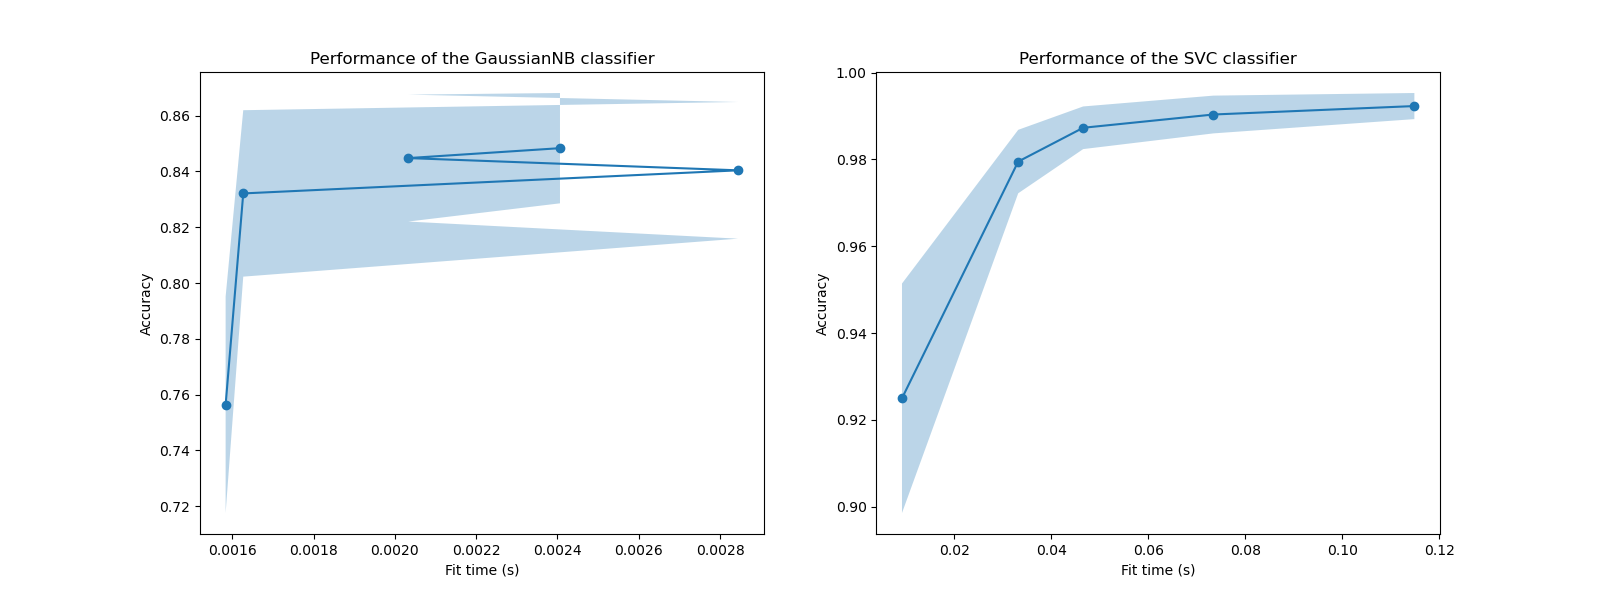 Performance of the GaussianNB classifier
0.86
0.84
0.82
0.80
0.78
0.76
0.74
0.72
Accuracy
0.0016 0.0018 0.0020 0.0022 0.0024 0.0026 0.0028
Fit time (s)
Performance of the SVC classifier
1.00
0.98
0.96
0.94
0.92
0.90
Accuracy
0.02 0.04 0.06 0.08 0.10 0.12
Fit time (s)